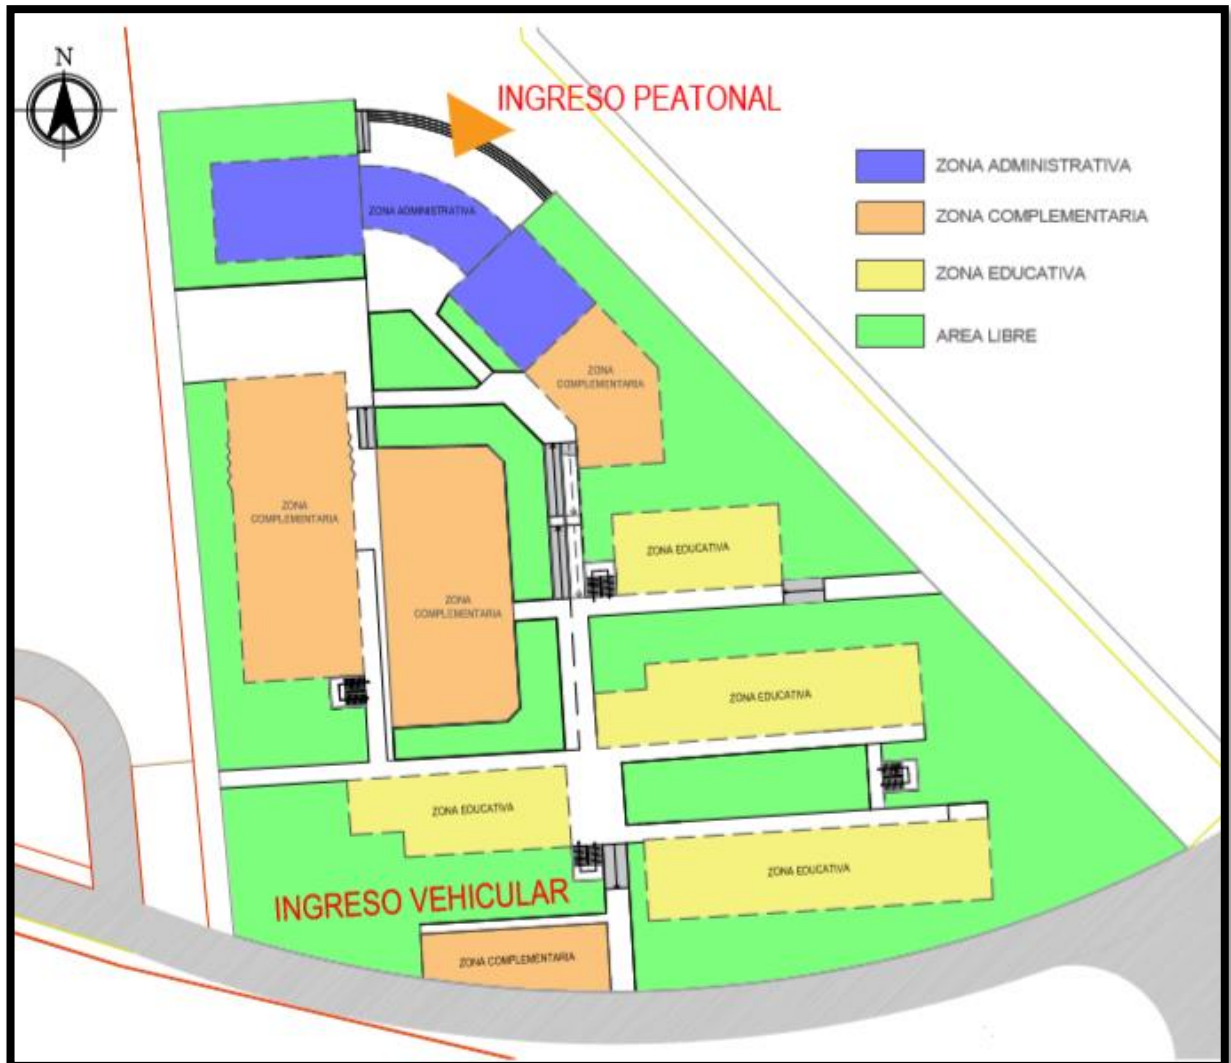 N
INGRESO PEATONAL
ZONA ADMINISTRATIVA
ZONA COMPLEMENTARIA
ZONA EDUCATIVA
AREA LIBRE
ZONA ADMINISTRATIVA
ZONA
COMPLEMENTARIA
ZONA
COMPLEMENTARIA
ZONA EDUCATIVA
ZONA
COMPLEMENTARIA
ZONA EDUCATIVA
ZONA EDUCATIVA
ZONA EDUCATIVA
INGRESO VEHICULAR
ZONA COMPLEMENTARIA